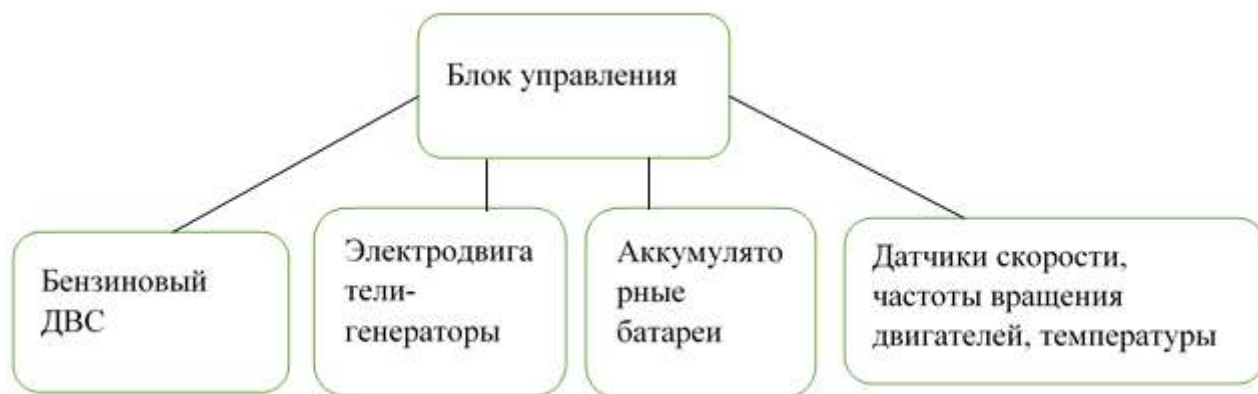 Блок управления
Бензиновый
ДВС
Электродвига
тели-
генераторы
Аккумулято
рные
батареи
Датчики скорости,
частоты вращения
двигателей, температуры